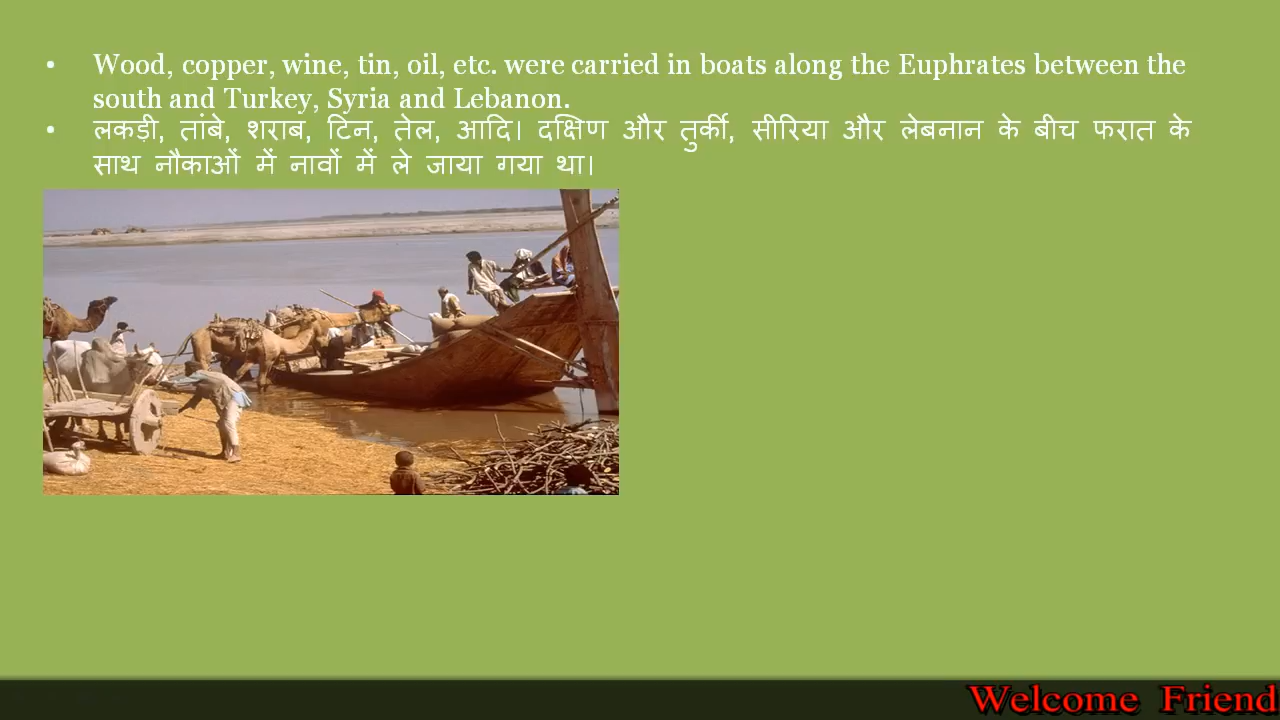 • Wood, copper, wine, tin, oil, etc. were carried in boats along the Euphrates between the
south and Turkey, Syria and Lebanon.
• लकड़ी, तांबे, शराब, टिन, तेल, आदि। दक्षिण और तुर्की, सीरिया और लेबनान के बीच फरात के
साथ नौकाओं में नावों में ले जाया गया था।
Welcome Friend